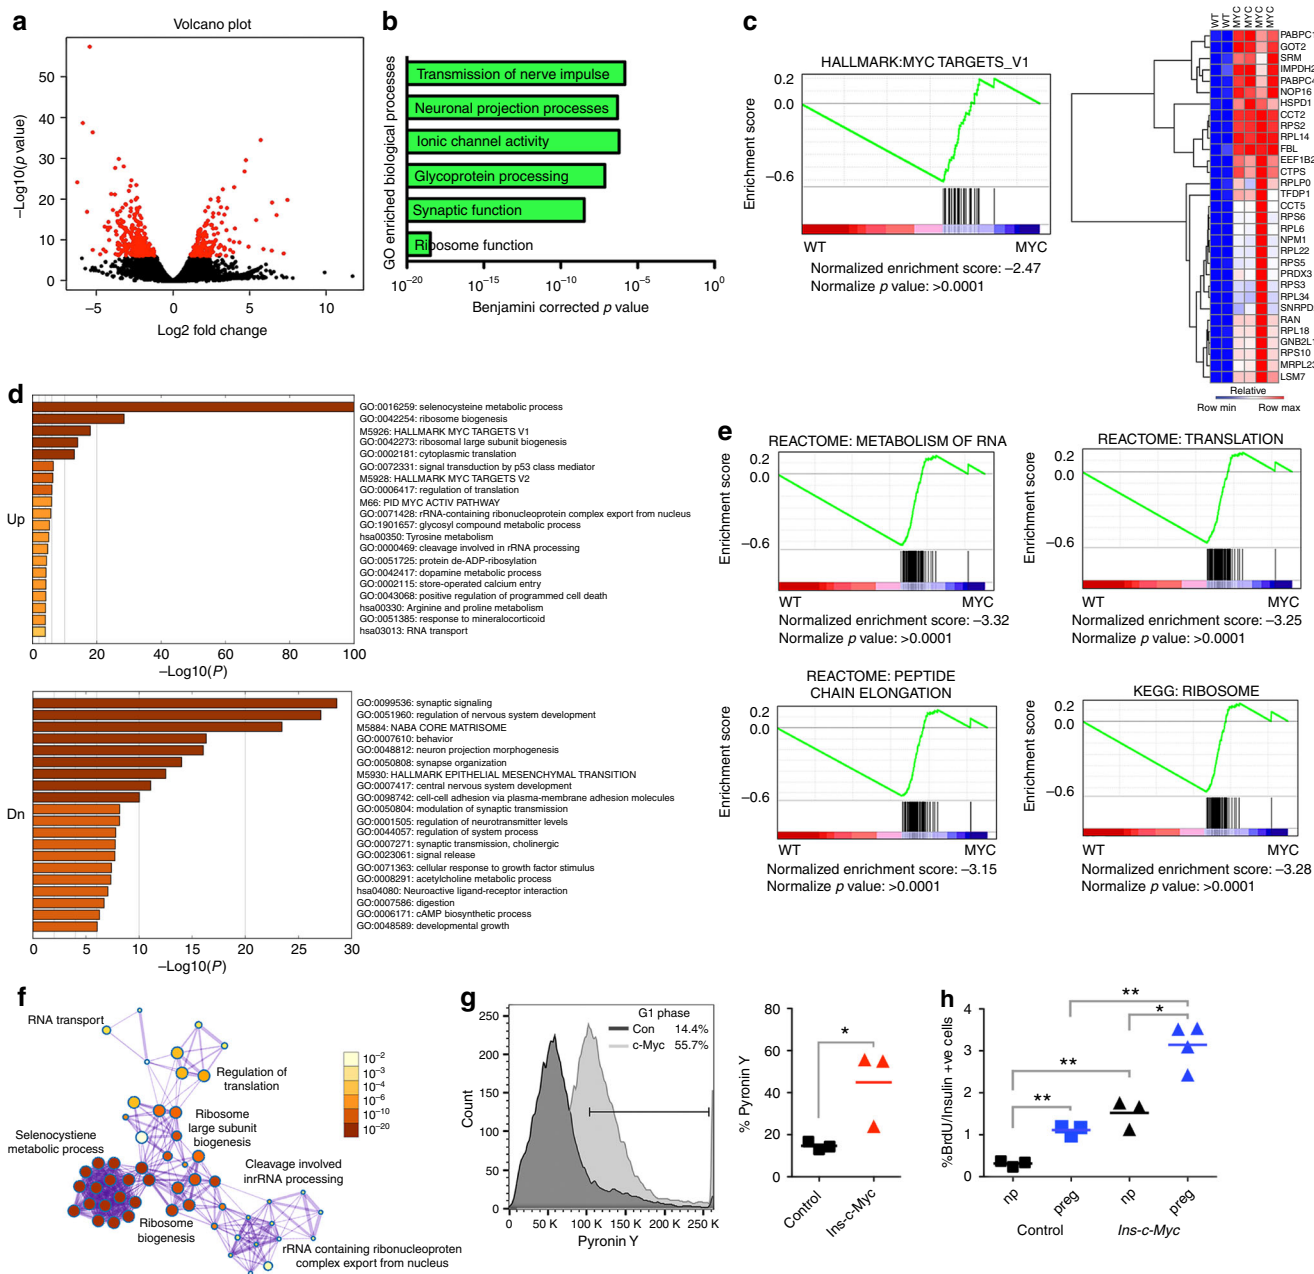 a
Volcano plot
–Log10(p value)
50
40
30
20
10
0
–5
0
5
10
Log2 fold change
b
GO enriched biological processes
Transmission of nerve impulse
Neuronal projection processes
Ionic channel activity
Glycoprotein processing
Synaptic function
Ribosome function
10–20
10–15
10–10
10–5
100
Benjamini corrected p value
c
HALLMARK:MYC TARGETS_V1
Enrichment score
0.2
0.0
–0.6
WT
MYC
Normalized enrichment score: –2.47
Normalize p value: >0.0001
WT
WT
MYC
MYC
MYC
MYC
PABPC1
GOT2
SRM
IMPDH2
PABPC4
NOP16
HSPD1
CCT2
RPS2
RPL14
FBL
EEF1B2
CTPS
RPLP0
TFDP1
CCT5
RPS6
RPL6
NPM1
RPL22
RPS5
PRDX3
RPS3
RPL34
SNRPD
RAN
RPL18
GNB2L1
RPS10
MRPL23
LSM7
Relative
Row min
Row max
d
Up
GO:0016259: selenocysteine metabolic process
GO:0042254: ribosome biogenesis
M5926: HALLMARK MYC TARGETS V1
GO:0042273: ribosomal large subunit biogenesis
GO:0002181: cytoplasmic translation
GO:0072331: signal transduction by p53 class mediator
M5928: HALLMARK MYC TARGETS V2
GO:0006417: regulation of translation
M66: PID MYC ACTIV PATHWAY
GO:0071428: rRNA-containing ribonucleoprotein complex export from nucleus
GO:1901657: glycosyl compound metabolic process
hsa00350: Tyrosine metabolism
GO:0000469: cleavage involved in rRNA processing
GO:0051725: protein de-ADP-ribosylation
GO:0042417: dopamine metabolic process
GO:0002115: store-operated calcium entry
GO:0043068: positive regulation of programmed cell death
hsa00330: Arginine and proline metabolism
GO:0051385: response to mineralocorticoid
hsa03013: RNA transport
0
20
40
60
80
100
–Log10(P)
Dn
GO:0099536: synaptic signaling
GO:0051960: regulation of nervous system development
M5884: NABA CORE MATRISOME
GO:0007610: behavior
GO:0048812: neuron projection morphogenesis
GO:0050808: synapse organization
M5930: HALLMARK EPITHELIAL MESENCHYMAL TRANSITION
GO:0007417: central nervous system development
GO:0098742: cell-cell adhesion via plasma-membrane adhesion molecules
GO:0050804: modulation of synaptic transmission
GO:0001505: regulation of neurotransmitter levels
GO:0044057: regulation of system process
GO:0007271: synaptic transmission, cholinergic
GO:0023061: signal release
GO:0071363: cellular response to growth factor stimulus
GO:0008291: acetylcholine metabolic process
hsa04080: Neuroactive ligand-receptor interaction
GO:0007586: digestion
GO:0006171: cAMP biosynthetic process
GO:0048589: developmental growth
0
5
10
15
20
25
30
–Log10(P)
e
REACTOME: METABOLISM OF RNA
Enrichment score
0.2
0.0
–0.6
WT
MYC
Normalized enrichment score: –3.32
Normalize p value: >0.0001
REACTOME: TRANSLATION
Enrichment score
0.2
0.0
–0.6
WT
MYC
Normalized enrichment score: –3.25
Normalize p value: >0.0001
REACTOME: PEPTIDE
CHAIN ELONGATION
Enrichment score
0.2
0.0
–0.6
WT
MYC
Normalized enrichment score: –3.15
Normalize p value: >0.0001
KEGG: RIBOSOME
Enrichment score
0.2
0.0
–0.6
WT
MYC
Normalized enrichment score: –3.28
Normalize p value: >0.0001
f
RNA transport
Regulation of
translation
Ribosome
large subunit
biogenesis
Selenocystiene
metabolic process
Cleavage involved
inrRNA processing
Ribosome
biogenesis
rRNA containing ribonucleoproten
complex export from nucleus
10–2
10–3
10–4
10–6
10–10
10–20
g
Count
250
200
150
100
50
0
0
50 K
100 K
150 K
200 K
250 K
Pyronin Y
G1 phase
Con 14.4%
c-Myc 55.7%
% Pyronin Y
80
60
40
20
0
*
Control
Ins-c-Myc
h
%BrdU/Insulin +ve cells
4
3
2
1
0
**
*
**
**
np
preg
np
preg
Control
Ins-c-Myc